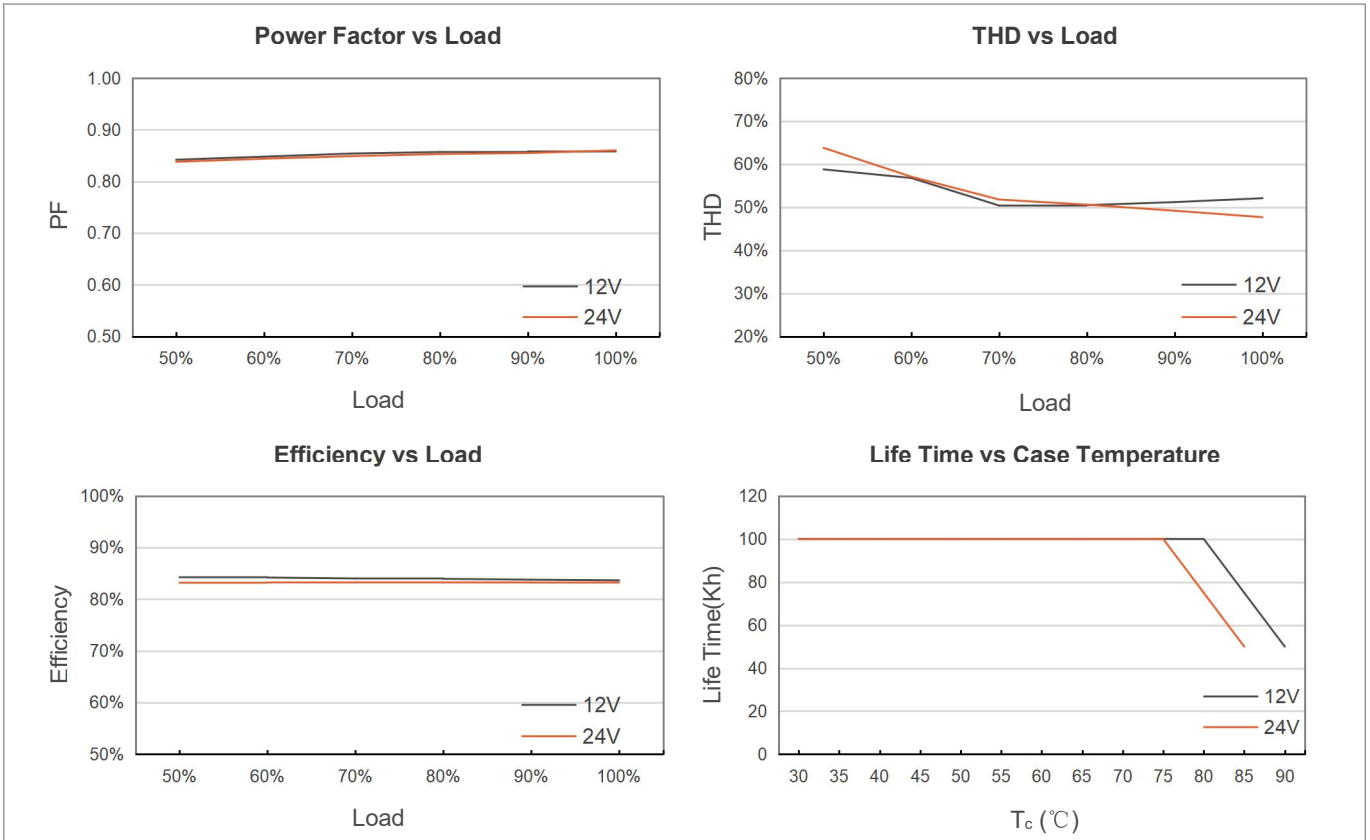 Power Factor vs Load
1.00
0.90
0.80
0.70
0.60
0.50
PF
12V
24V
50% 60% 70% 80% 90% 100%
Load
THD vs Load
80%
70%
60%
50%
40%
30%
20%
THD
12V
24V
50% 60% 70% 80% 90% 100%
Load
Efficiency vs Load
100%
90%
80%
70%
60%
50%
Efficiency
12V
24V
50% 60% 70% 80% 90% 100%
Load
Life Time vs Case Temperature
120
100
80
60
40
20
0
Life Time(Kh)
12V
24V
30 35 40 45 50 55 60 65 70 75 80 85 90
Tc (℃)